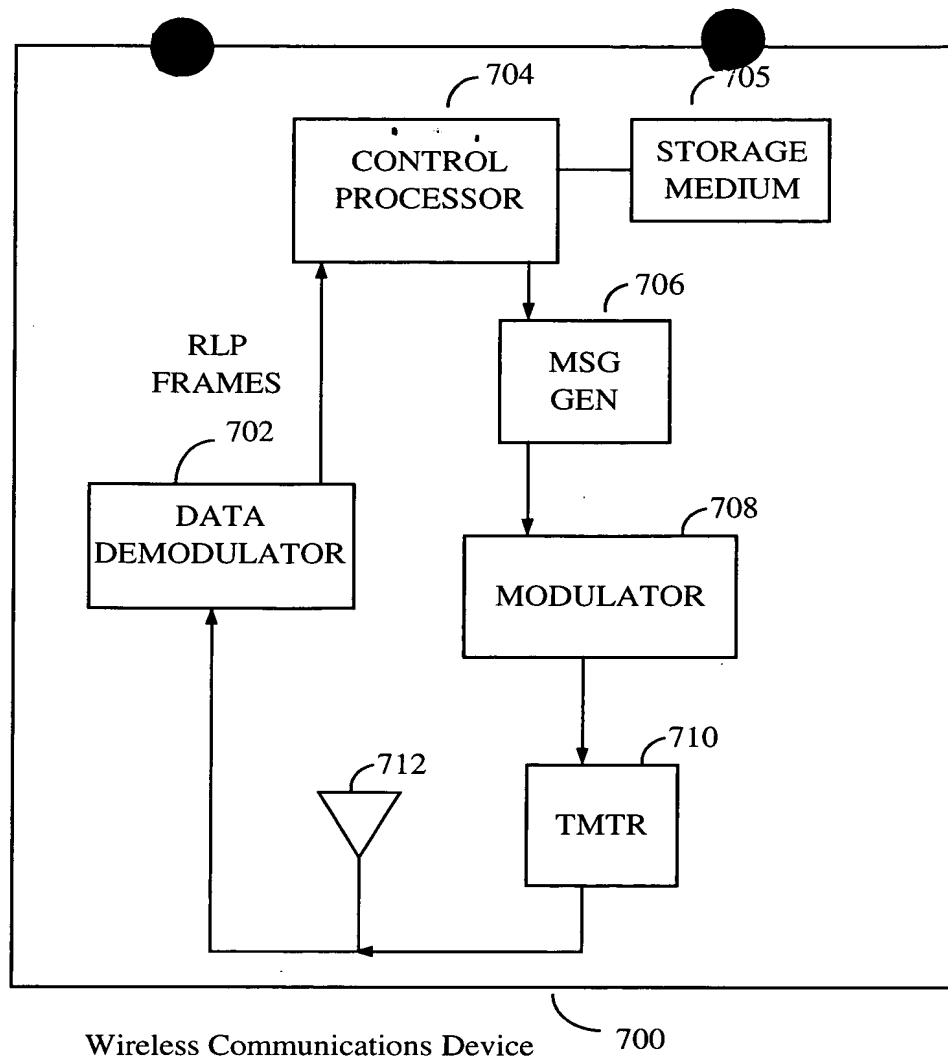 704
705
CONTROL
PROCESSOR
STORAGE
MEDIUM
706
RLP
FRAMES
MSG
GEN
702
708
DATA
DEMODULATOR
MODULATOR
712
710
TMTR
700
Wireless Communications Device